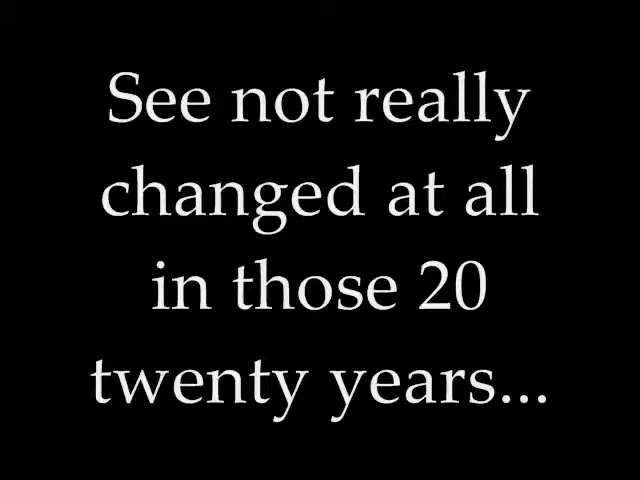 See not really
changed at all
in those 20
twenty years...